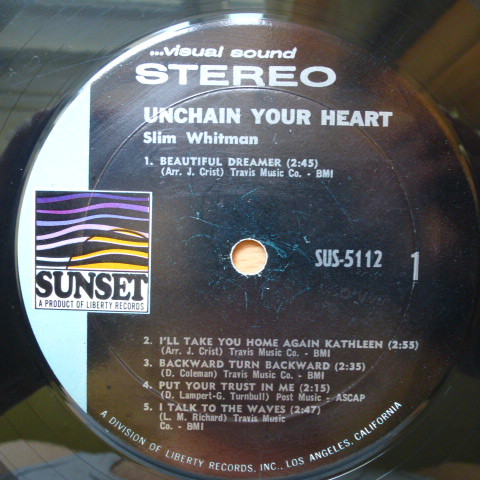 ...visual sound
STEREO
UNCHAIN YOUR HEART
Slim Whitman
1. BEAUTIFUL DREAMER (2:45)
(Arr. J. Crist) Travis Music Co. - BMI
SUNSET
A PRODUCT OF LIBERTY RECORDS
SUS-5112
1
2. I'LL TAKE YOU HOME AGAIN KATHLEEN (2:55)
(Arr. J. Crist) Travis Music Co. - BMI
3. BACKWARD TURN BACKWARD (2:35)
(D. Coleman) Travis Music Co. - BMI
4. PUT YOUR TRUST IN ME (2:15)
(D. Lampert-G. Turnbull) Post Music - ASCAP
5. I TALK TO THE WAVES (2:47)
(L. M. Richard) Travis Music
Co. - BMI
A DIVISION OF LIBERTY RECORDS, INC., LOS ANGELES, CALIFORNIA